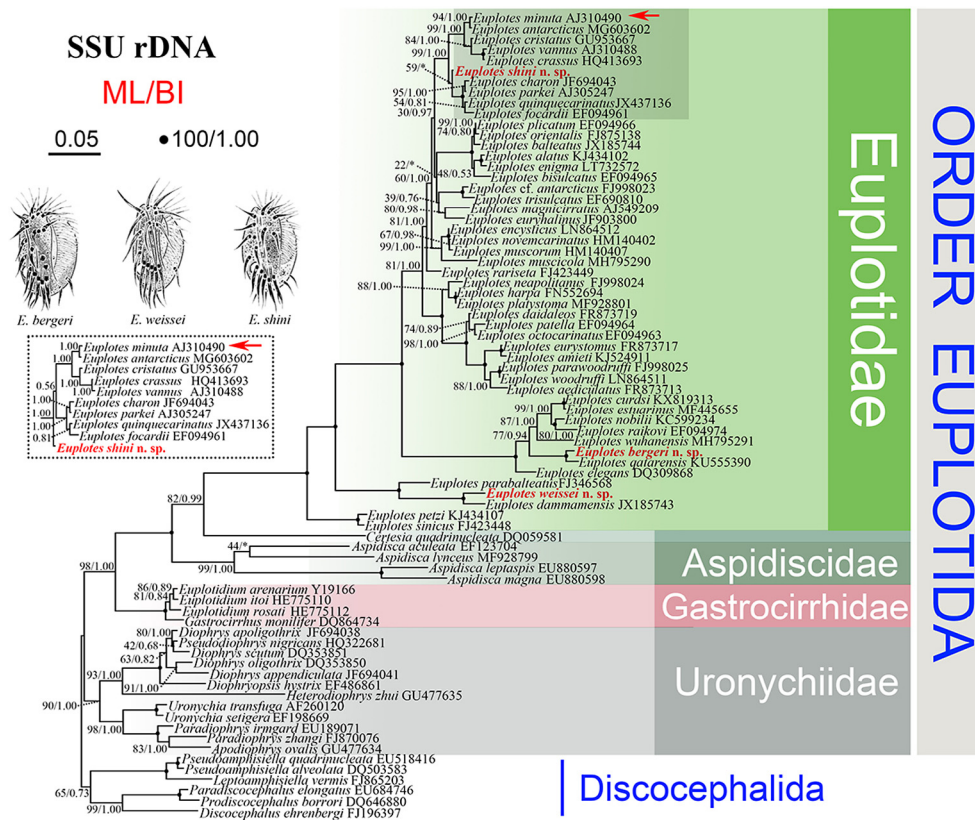 SSU rDNA
ML/BI
0.05
100/1.00
E. bergeri
E. weissei
E. shini
1.00
Euplotes minuta AJ310490
1.00
Euplotes antarcticus MG603602
Euplotes cristatus GU953667
1.00
Euplotes crassus HQ413693
1.00
Euplotes vannus AJ310488
0.56
Euplotes charon JF694043
1.00
Euplotes parkei AJ305247
1.00
Euplotes quinquecarinatus JX437136
0.81
Euplotes focardii EF094961
Euplotes shini n. sp.
94/1.00
Euplotes minuta AJ310490
99/1.00
Euplotes antarcticus MG603602
84/1.00
Euplotes cristatus GU953667
Euplotes vannus AJ310488
99/1.00
Euplotes crassus HQ413693
59/*
Euplotes shini n. sp.
Euplotes charon JF694043
95/1.00
Euplotes parkei AJ305247
54/0.81
Euplotes quinquecarinatus JX437136
30/0.97
Euplotes focardii EF094961
99/1.00
Euplotes plicatum EF094966
74/0.80
Euplotes orientalis FJ875138
Euplotes balteatus JX185744
Euplotes alatus KJ434102
Euplotes enigma LT732572
48/0.53
Euplotes bisulcatus EF094965
22/*
60/1.00
Euplotes cf. antarcticus FJ998023
39/0.76
Euplotes trisulcatus EF690810
80/0.98
Euplotes magnicirratus AJ549209
81/1.00
Euplotes euryhalinus JF903800
Euplotes encysticus LN864512
67/0.98
Euplotes novemcarinatus HM140402
99/1.00
Euplotes muscorum HM140407
Euplotes muscicola MH795290
81/1.00
Euplotes rariseta FJ423449
Euplotes neapolitanus FJ998024
88/1.00
Euplotes harpa FN552694
Euplotes platystoma MF928801
Euplotes daidaleos FR873719
74/0.89
Euplotes patella EF094964
98/1.00
Euplotes octocarinatus EF094963
Euplotes eurystomus FR873717
Euplotes amieti KJ524911
Euplotes parawoodruffi FJ998025
Euplotes woodruffi LN864511
88/1.00
Euplotes aediculatus FR873713
Euplotes curdsi KX819313
99/1.00
Euplotes estuarinus MF445655
Euplotes nobilii KC599234
87/1.00
Euplotes raikovi EF094974
80/1.00
Euplotes wuhanensis MH795291
77/0.94
Euplotes bergeri n. sp.
Euplotes qatarensis KU555390
Euplotes elegans DQ309868
Euplotes parabalteatus FJ346568
Euplotes weissei n. sp.
Euplotes dammamensis JX185743
82/0.99
Euplotes petzi KJ434107
Euplotes sinicus FJ423448
Certesia quadrinucleata DQ059581
44/*
Aspidisca aculeata EF123704
Aspidisca lynceus MF928799
99/1.00
Aspidisca leptaspis EU880597
Aspidisca magna EU880598
98/1.00
86/0.89
Euplotidium arenarium Y19166
81/0.84
Euplotidium itoi HE775110
Euplotidium rosati HE775112
Gastrocirrhus monilifer DQ864734
80/1.00
Diophrys apoligothrix JF694038
42/0.68
Pseudodiophrys nigricans HQ322681
63/0.82
Diophrys scutum DQ353851
Diophrys oligothrix DQ353850
93/1.00
Diophrys appendiculata JF694041
91/1.00
Diophryopsis hystrix EF486861
Heterodiophrys zhui GU477635
90/1.00
Uronychia transfuga AF260120
Uronychia setigera EF198669
98/1.00
Paradiophrys irmgard EU189071
Paradiophrys zhangi FJ870076
83/1.00
Apodiophrys ovalis GU477634
Pseudoamphisiella quadrinucleata EU518416
Pseudoamphisiella alveolata DQ503583
Leptoamphisiella vermis FJ865203
65/0.73
Paradiscocephalus elongatus EU684746
Prodiscocephalus borrori DQ646880
99/1.00
Discocephalus ehrenbergi FJ196397
Euplotidae
Aspidiscidae
Gastrocirrhidae
Uronychiidae
Discocephalida
ORDER EUPLOTIDA